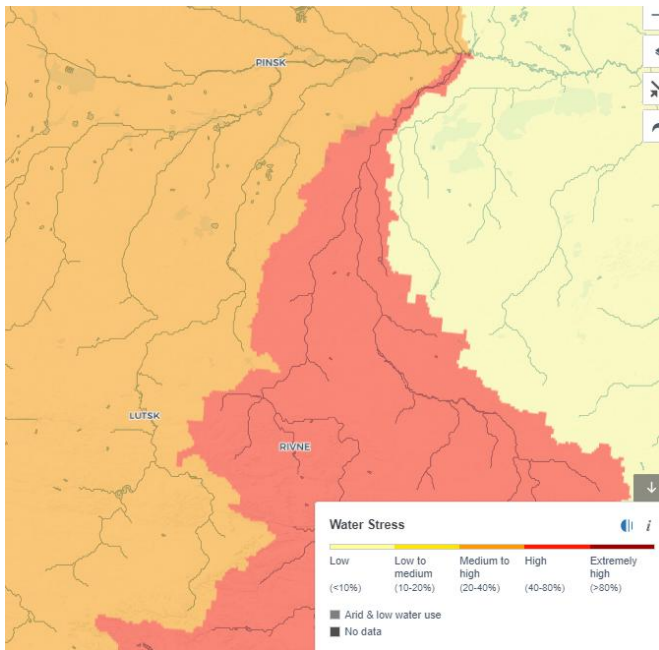 PINSK
LUTSK
RIVNE
Water Stress i
Low Low to medium Medium to high High Extremely high
(<10%) (10-20%) (20-40%) (40-80%) (>80%)
Arid & low water use
No data